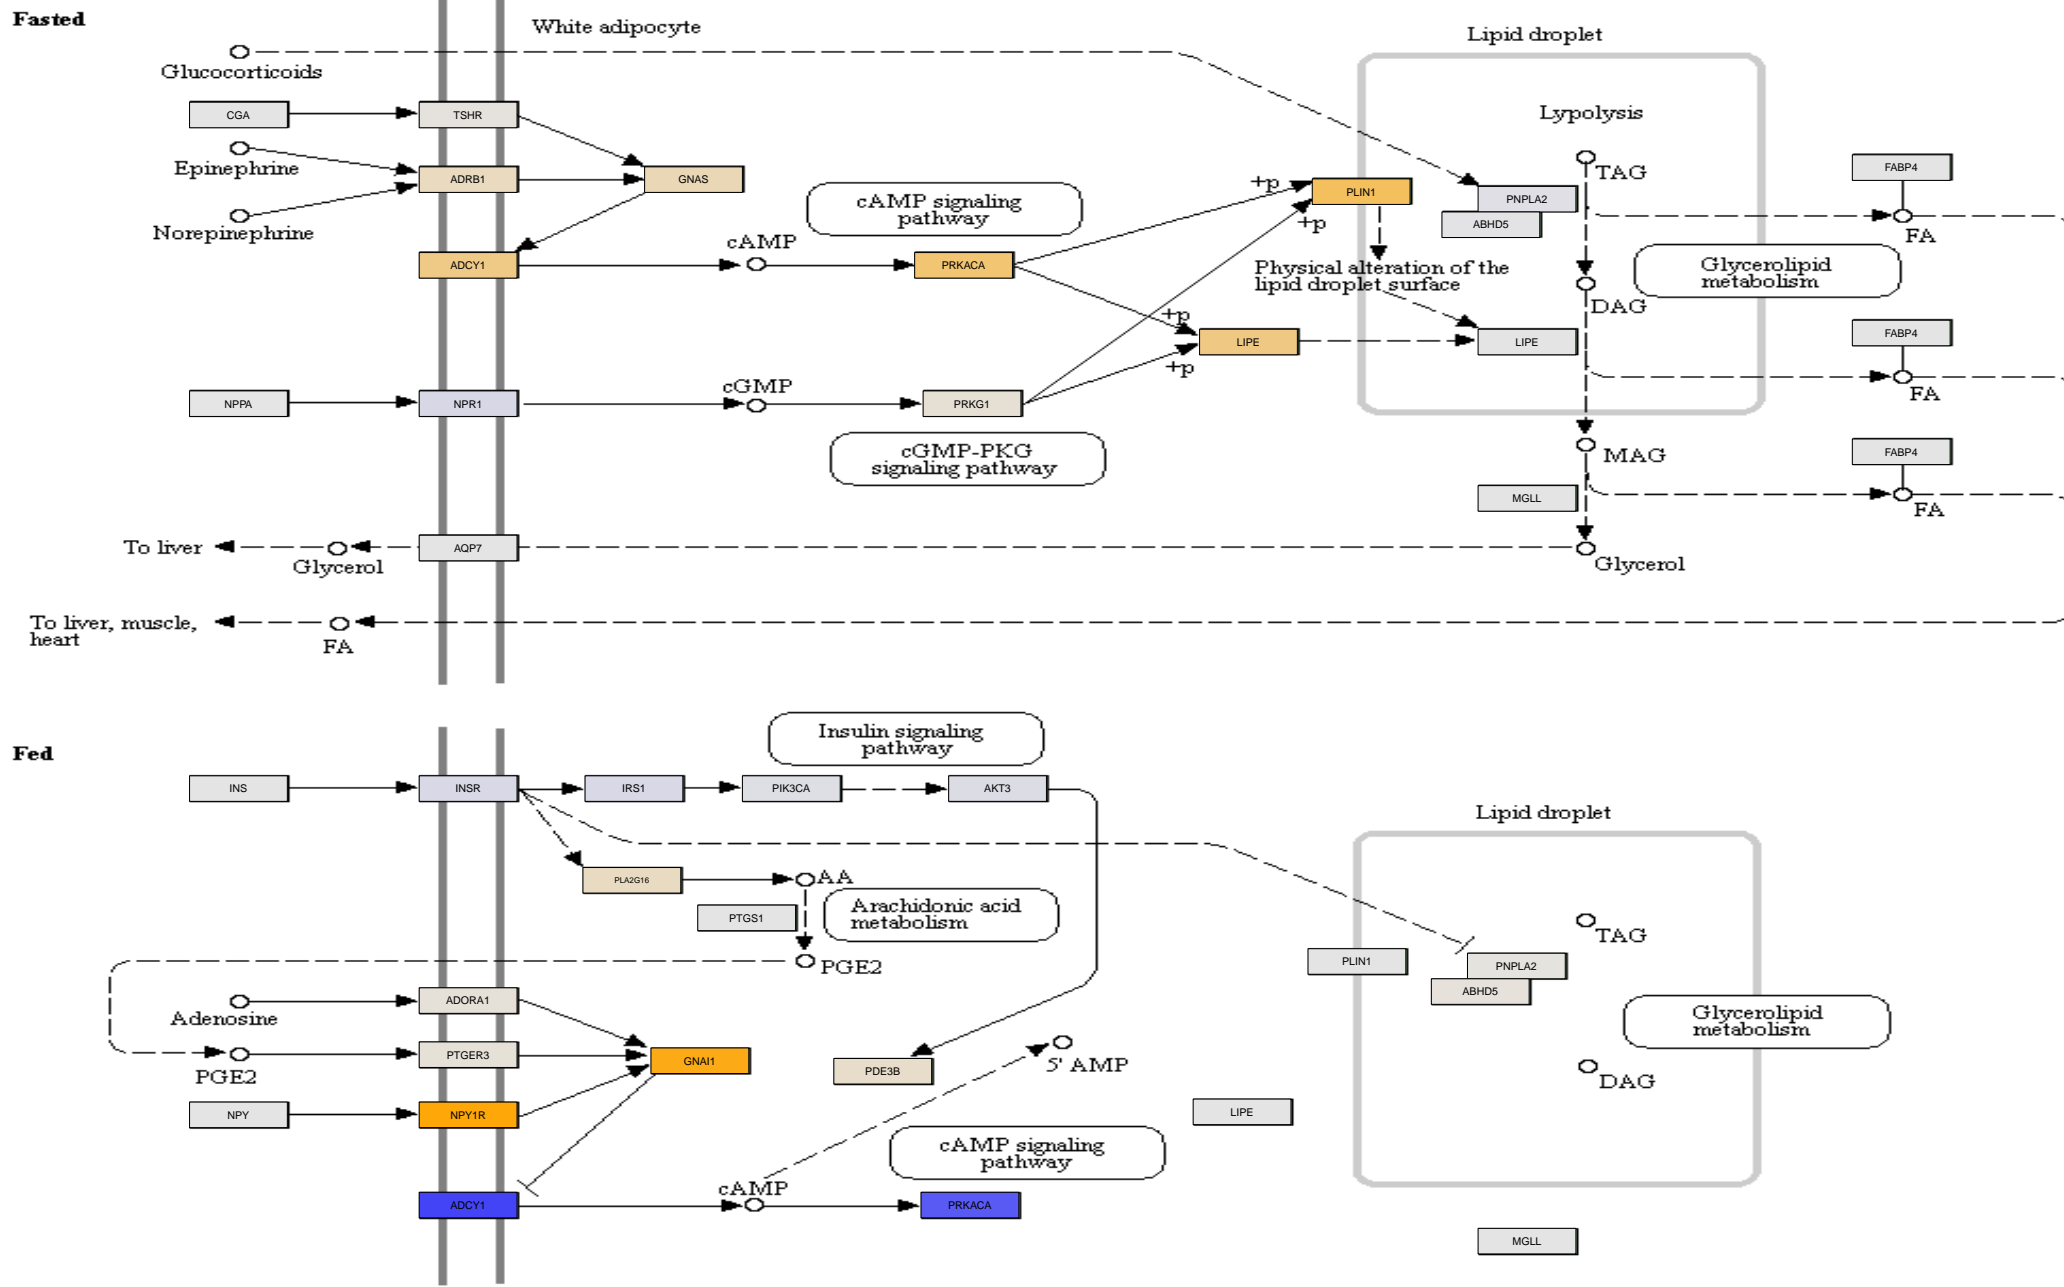 Fasted
White adipocyte
Lipid droplet
Glucocorticoids
CGA
TSHR
Lypolysis
Epinephrine
ADRB1
GNAS
cAMP signaling
pathway
+p
PLIN1
+p
PNPLA2
ABHD5
TAG
FABP4
FA
Norepinephrine
ADCY1
cAMP
PRKACA
Physical alteration of the
lipid droplet surface
Glycerolipid
metabolism
DAG
+p
LIPE
+p
LIPE
FABP4
FA
NPPA
NPR1
cGMP
PRKG1
cGMP-PKG
signaling pathway
MAG
FABP4
FA
MGLL
To liver
Glycerol
AQP7
Glycerol
To liver, muscle,
heart
FA
Fed
Insulin signaling
pathway
INS
INSR
IRS1
PIK3CA
AKT3
Lipid droplet
PLA2G16
AA
PTGS1
Arachidonic acid
metabolism
PGE2
TAG
PLIN1
PNPLA2
ABHD5
Adenosine
ADORA1
Glycerolipid
metabolism
PGE2
PTGER3
GNAI1
PDE3B
5' AMP
DAG
NPY
NPY1R
LIPE
cAMP signaling
pathway
ADCY1
cAMP
PRKACA
MGLL